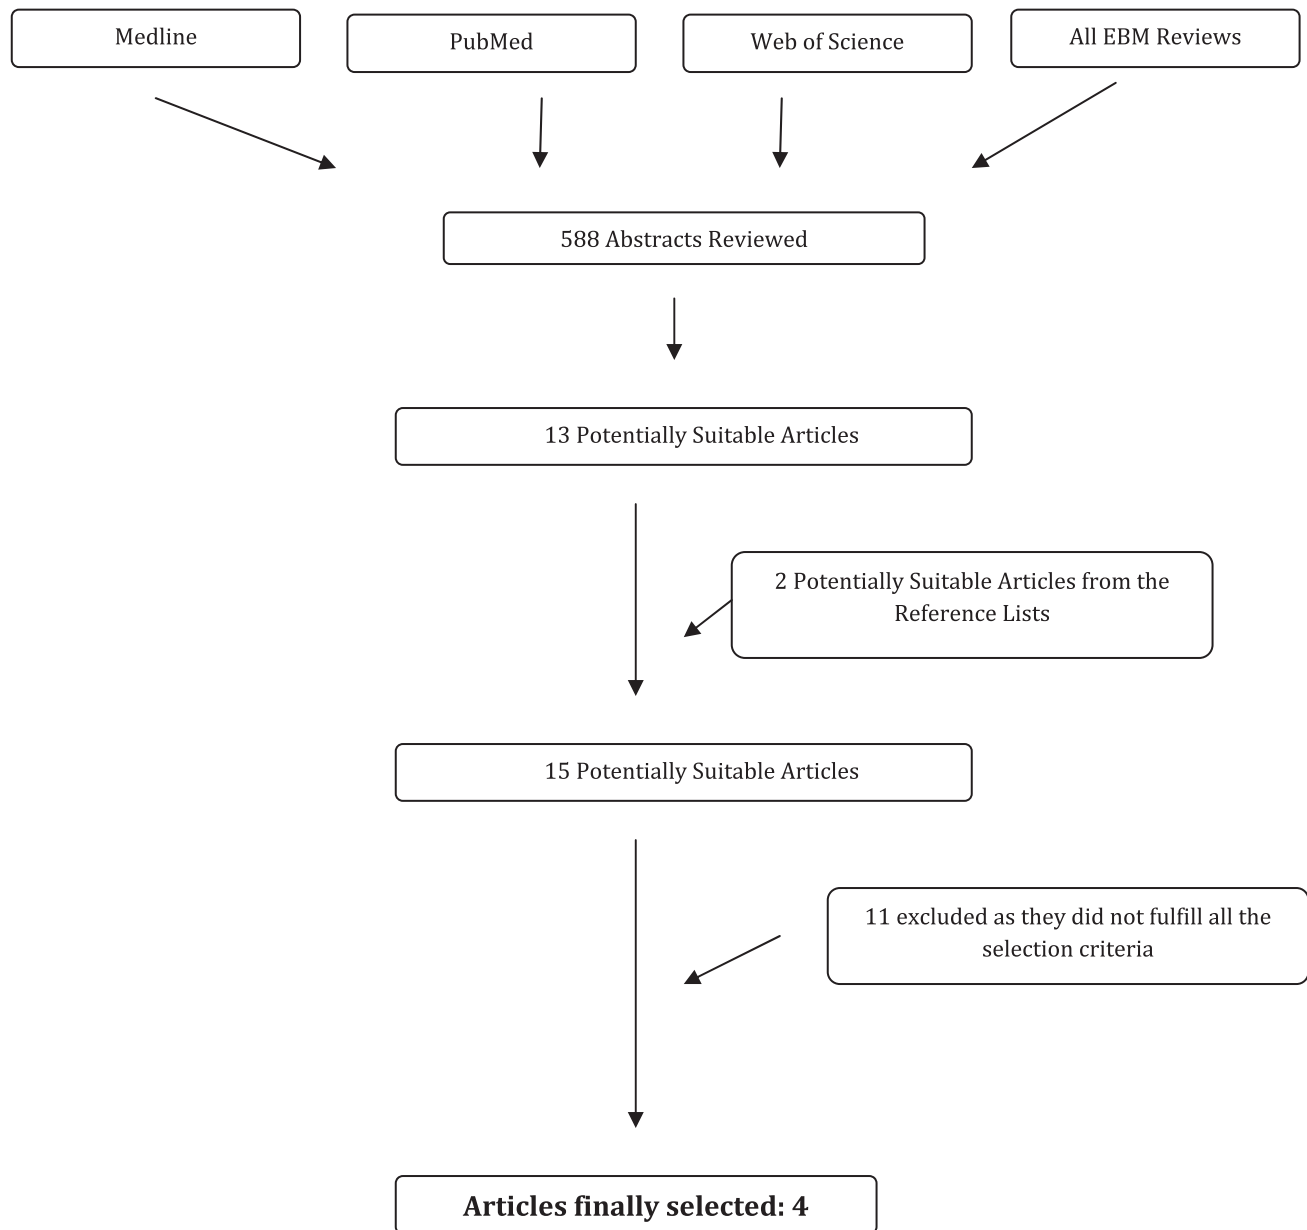 Medline
PubMed
Web of Science
All EBM Reviews
588 Abstracts Reviewed
13 Potentially Suitable Articles
2 Potentially Suitable Articles from the
Reference Lists
15 Potentially Suitable Articles
11 excluded as they did not fulfill all the
selection criteria
Articles finally selected: 4